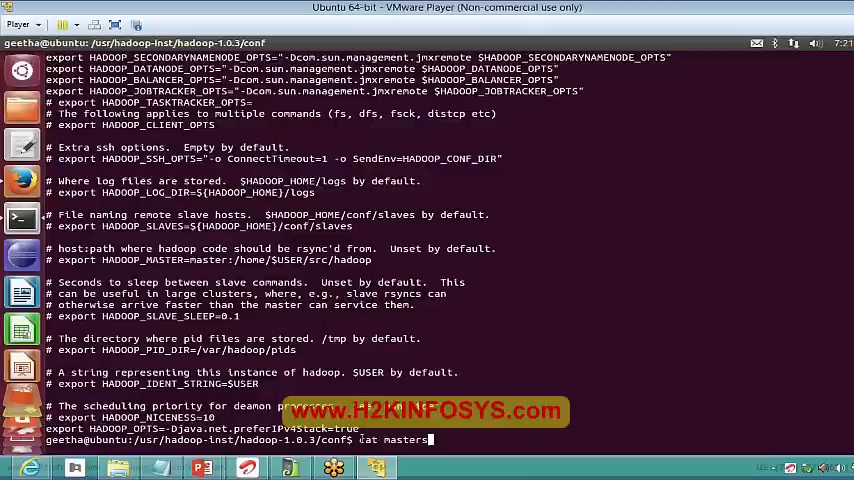 Ubuntu 64-bit - VMware Player (Non-commercial use only)
Player
geetha@ubuntu: /usr/hadoop-inst/hadoop-1.0.3/conf
7:21
export HADOOP_SECONDARYNAMENODE_OPTS="-Dcom.sun.management.jmxremote $HADOOP_SECONDARYNAMENODE_OPTS"
export HADOOP_DATANODE_OPTS="-Dcom.sun.management.jmxremote $HADOOP_DATANODE_OPTS"
export HADOOP_BALANCER_OPTS="-Dcom.sun.management.jmxremote $HADOOP_BALANCER_OPTS"
export HADOOP_JOBTRACKER_OPTS="-Dcom.sun.management.jmxremote $HADOOP_JOBTRACKER_OPTS"
# export HADOOP_TASKTRACKER_OPTS=
# The following applies to multiple commands (fs, dfs, fsck, distcp etc)
# export HADOOP_CLIENT_OPTS
# Extra ssh options.  Empty by default.
# export HADOOP_SSH_OPTS="-o ConnectTimeout=1 -o SendEnv=HADOOP_CONF_DIR"
# Where log files are stored.  $HADOOP_HOME/logs by default.
# export HADOOP_LOG_DIR=${HADOOP_HOME}/logs
# File naming remote slave hosts.  $HADOOP_HOME/conf/slaves by default.
# export HADOOP_SLAVES=${HADOOP_HOME}/conf/slaves
# host:path where hadoop code should be rsync'd from.  Unset by default.
# export HADOOP_MASTER=master:/home/$USER/src/hadoop
# Seconds to sleep between slave commands.  Unset by default.  This
# can be useful in large clusters, where, e.g., slave rsyncs can
# otherwise arrive faster than the master can service them.
# export HADOOP_SLAVE_SLEEP=0.1
# The directory where pid files are stored. /tmp by default.
# export HADOOP_PID_DIR=/var/hadoop/pids
# A string representing this instance of hadoop. $USER by default.
# export HADOOP_IDENT_STRING=$USER
# The scheduling priority for deamon processes.
www.H2KINFOSYS.com
# export HADOOP_NICENESS=10
export HADOOP_OPTS=-Djava.net.preferIPv4Stack=true
geetha@ubuntu:/usr/hadoop-inst/hadoop-1.0.3/conf$ cat masters